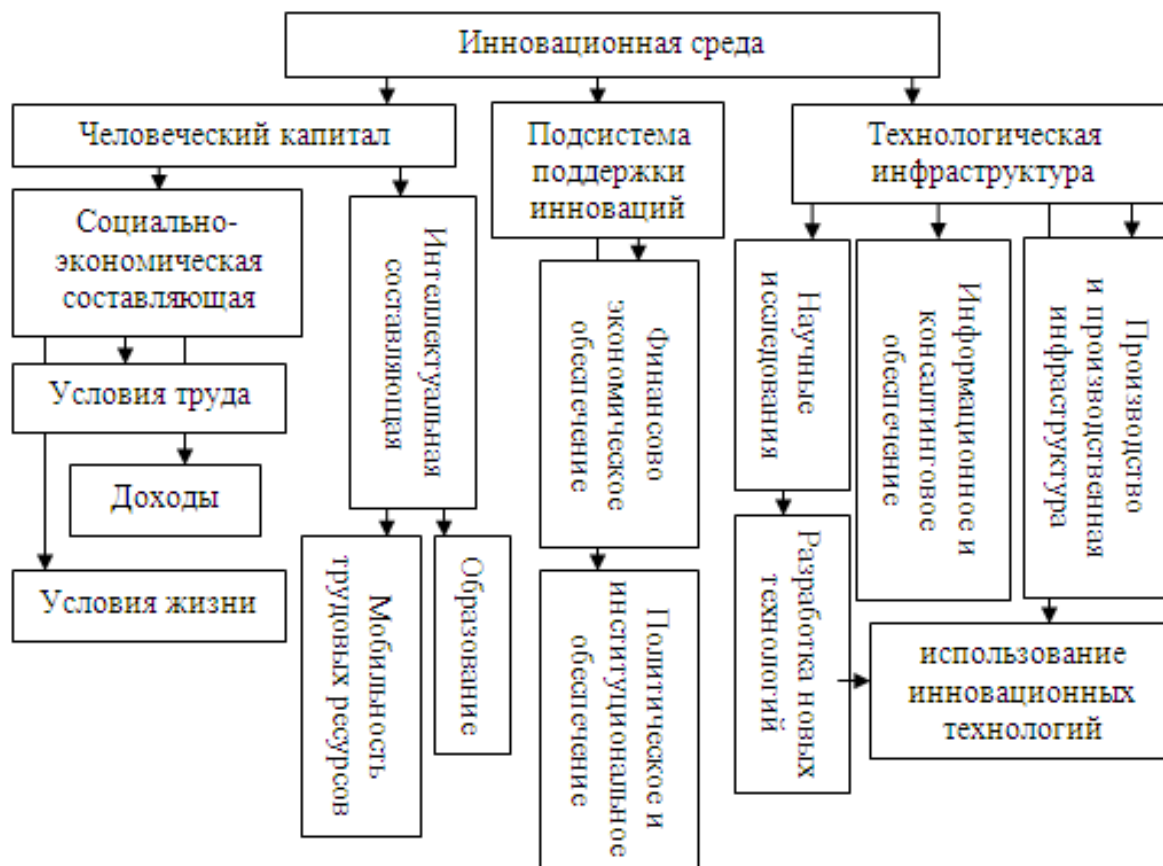 Инновационная среда
Человеческий капитал
Подсистема
поддержки
инноваций
Технологическая
инфраструктура
Социально-
экономическая
составляющая
Интеллектуальная
составляющая
Условия труда
Доходы
Условия жизни
Мобильность
трудовых ресурсов
Образование
Финансово
экономическое
обеспечение
Политическое и
институциональное
обеспечение
Научные
исследования
Разработка новых
технологий
Информационное и
консалтинговое
обеспечение
Производство
и производственная
инфраструктура
использование
инновационных
технологий